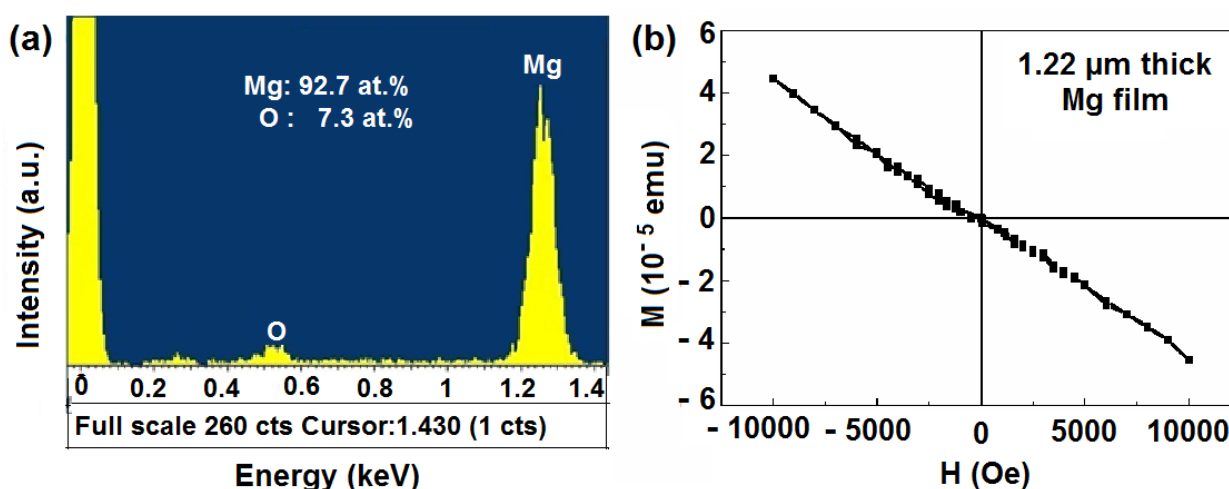 (a)
Mg
Mg: 92.7 at.%
O : 7.3 at.%
O
Intensity (a.u.)
0 0.2 0.4 0.6 0.8 1 1.2 1.4
Full scale 260 cts Cursor:1.430 (1 cts)
Energy (keV)
(b)
1.22 µm thick
Mg film
M (10⁻⁵ emu)
6
4
2
0
- 2
- 4
- 6
- 10000 - 5000 0 5000 10000
H (Oe)